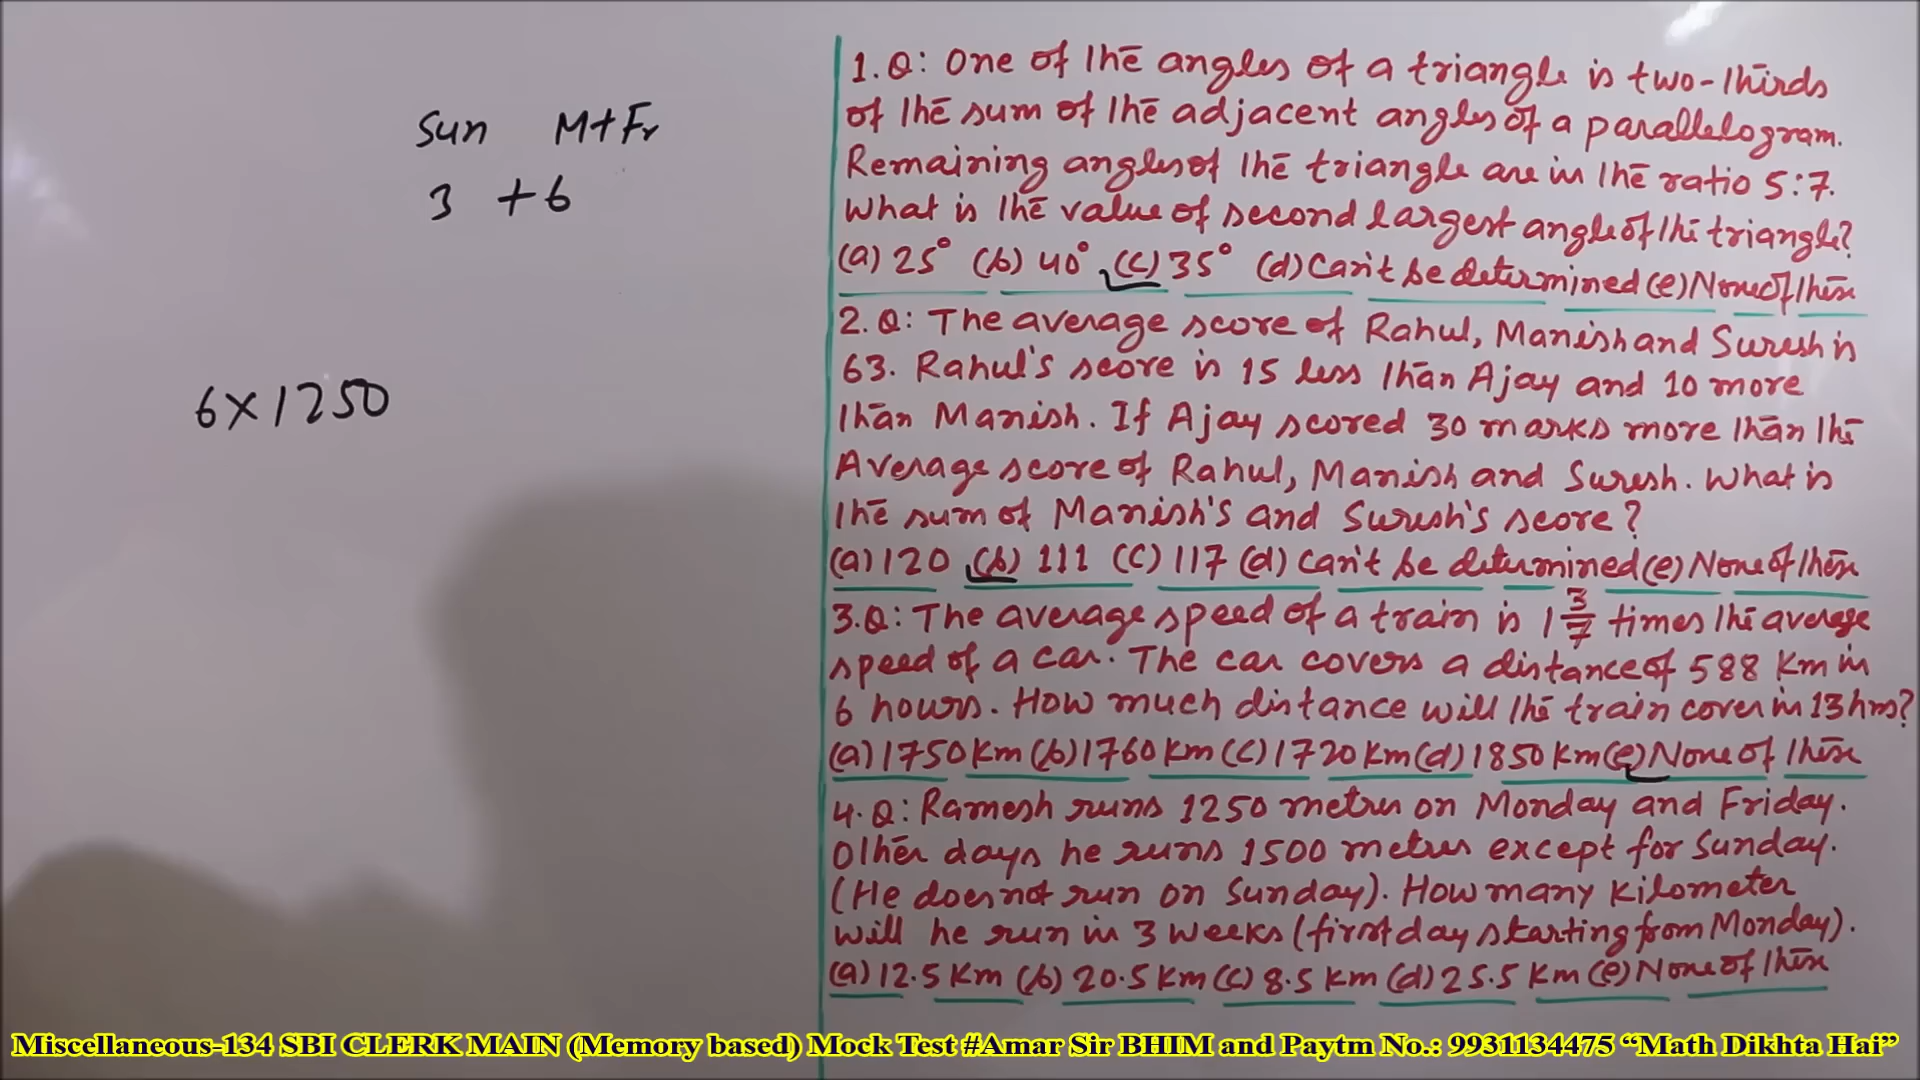 Sun M+Fr
3 +6
6×1250
1.Q: One of the angles of a triangle is two-thirds
of the sum of the adjacent angles of a parallelogram.
Remaining angles of the triangle are in the ratio 5:7.
What is the value of second largest angle of the triangle?
(a) 25° (b) 40° (c) 35° (d) Can't be determined (e) None of these
2.Q: The average score of Rahul, Manish and Suresh is
63. Rahul's score is 15 less than Ajay and 10 more
than Manish. If Ajay scored 30 marks more than the
Average score of Rahul, Manish and Suresh. What is
the sum of Manish's and Suresh's score?
(a) 120 (b) 111 (c) 117 (d) Can't be determined (e) None of these
3.Q: The average speed of a train is 1 3/7 times the average
speed of a car. The car covers a distance of 588 Km in
6 hours. How much distance will the train cover in 13 hrs?
(a) 1750 Km (b) 1760 Km (c) 1720 Km (d) 1850 Km (e) None of these
4.Q: Ramesh runs 1250 metres on Monday and Friday.
Other days he runs 1500 metres except for Sunday.
(He does not run on Sunday). How many Kilometer
will he run in 3 weeks (first day starting from Monday).
(a) 12.5 Km (b) 20.5 Km (c) 8.5 Km (d) 25.5 Km (e) None of these
Miscellaneous-134 SBI CLERK MAIN (Memory based) Mock Test #Amar Sir BHIM and Paytm No.: 9931134475 “Math Dikhta Hai”